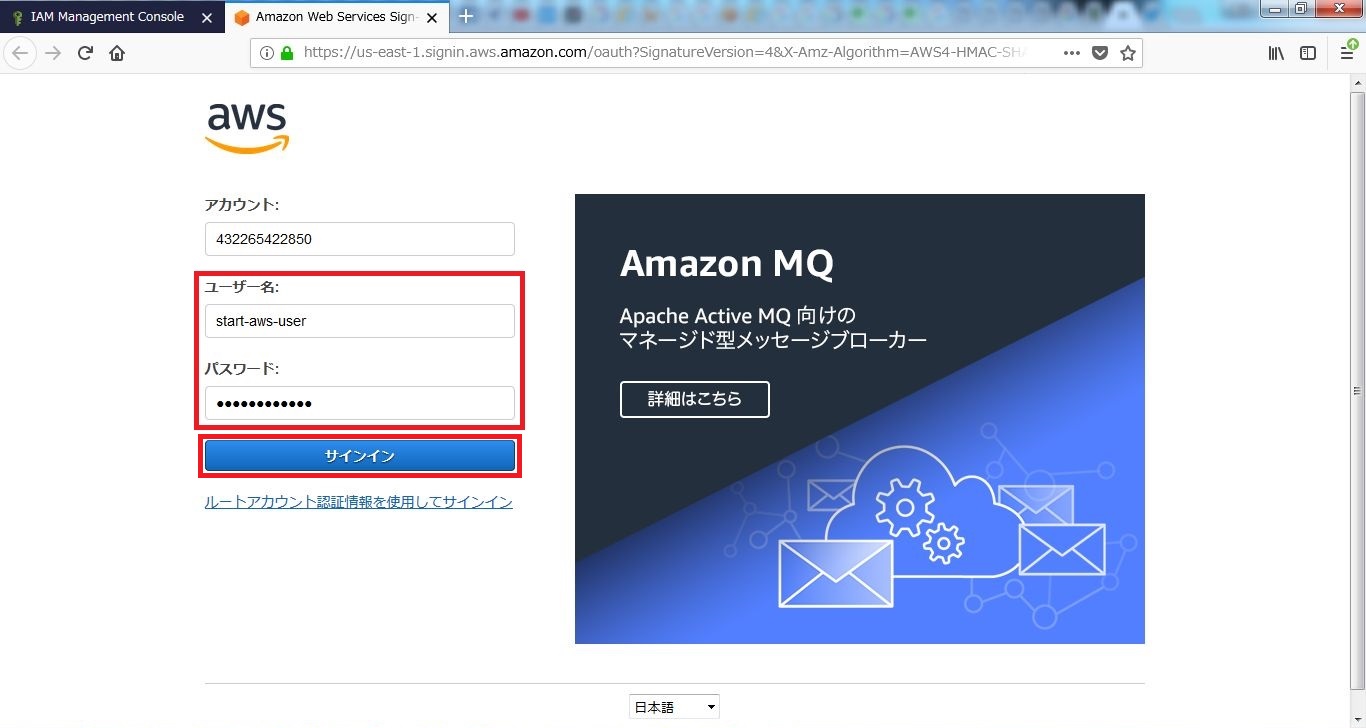 IAM Management Console
Amazon Web Services Sign-
https://us-east-1.signin.aws.amazon.com/oauth?SignatureVersion=4&X-Amz-Algorithm=AWS4-HMAC-SHA
aws
アカウント:
432265422850
ユーザー名:
start-aws-user
パスワード:
••••••••••••
サインイン
ルートアカウント認証情報を使用してサインイン
Amazon MQ
Apache Active MQ 向けの
マネージド型メッセージブローカー
詳細はこちら
日本語